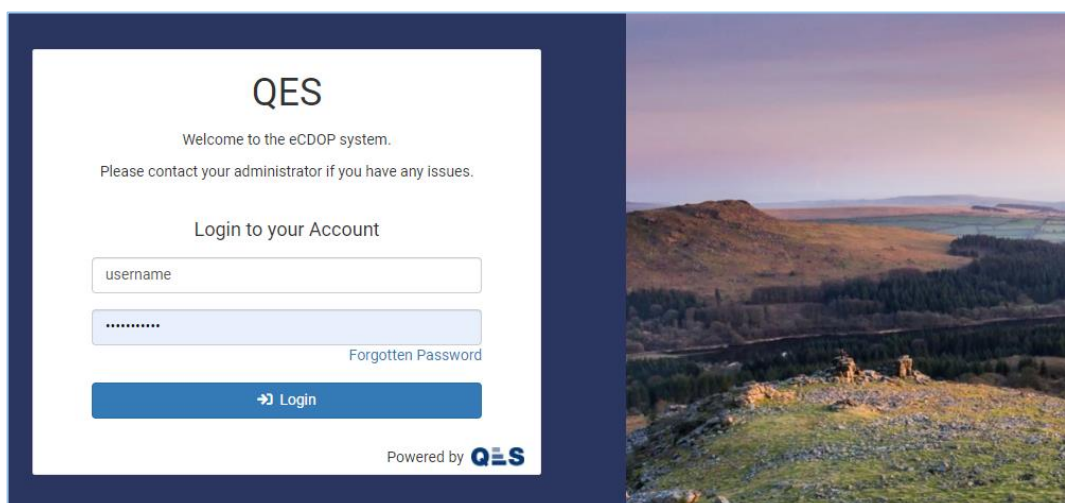 QES
Welcome to the eCDOP system.
Please contact your administrator if you have any issues.
Login to your Account
username
•••••••••••
Forgotten Password
Login
Powered by QES